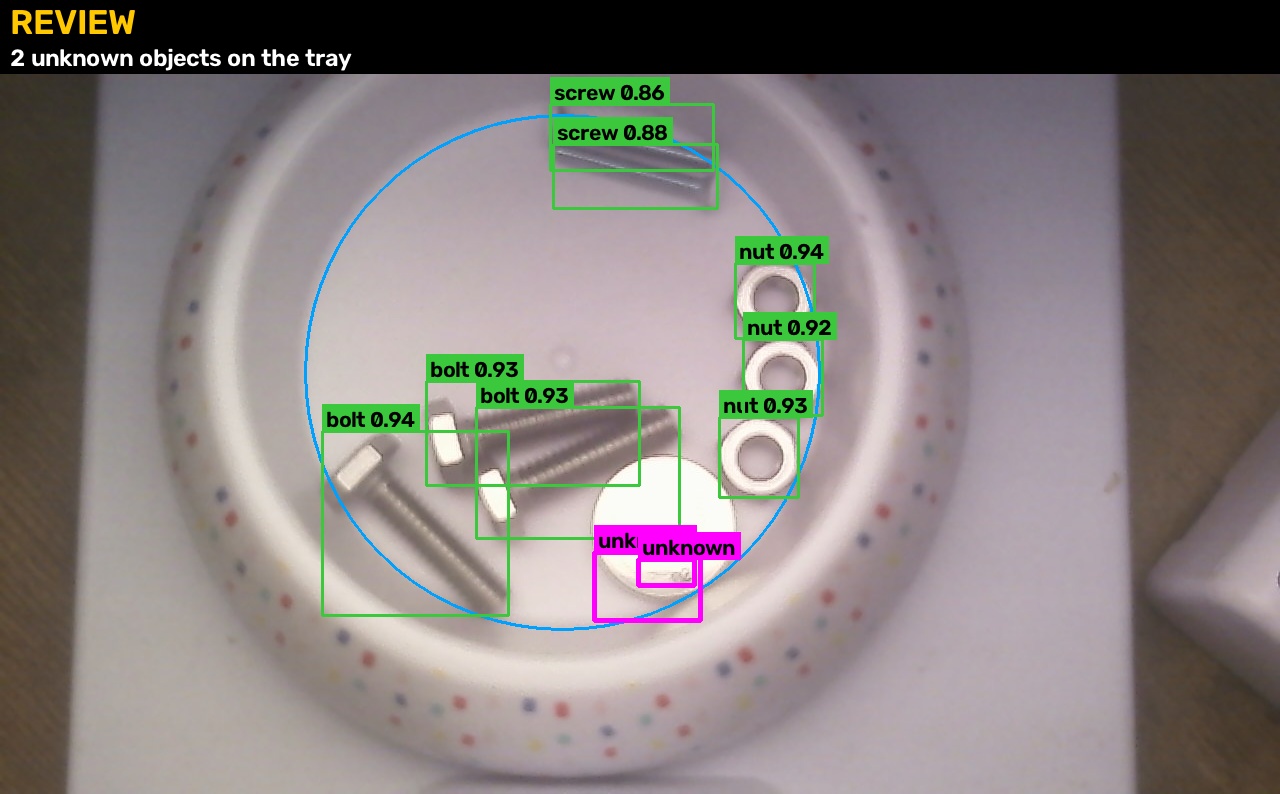 REVIEW
2 unknown objects on the tray
screw 0.86
screw 0.88
nut 0.94
nut 0.92
bolt 0.93
bolt 0.93
nut 0.93
bolt 0.94
unk
unknown